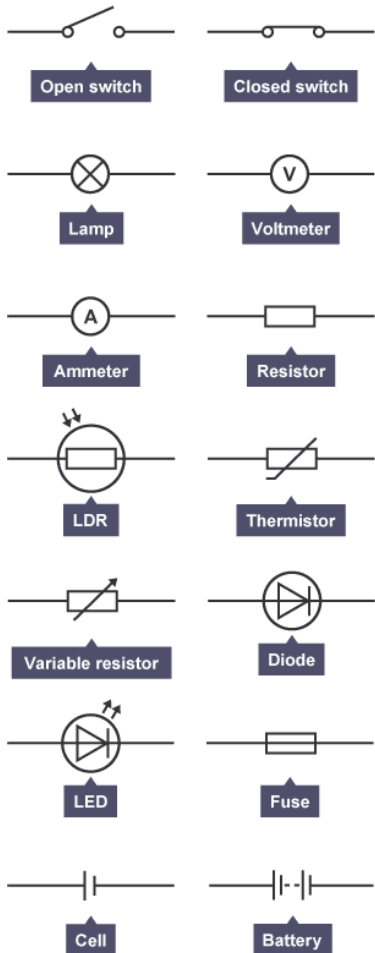 Open switch
Closed switch
V
Lamp
Voltmeter
A
Ammeter
Resistor
LDR
Thermistor
Variable resistor
Diode
LED
Fuse
Cell
Battery